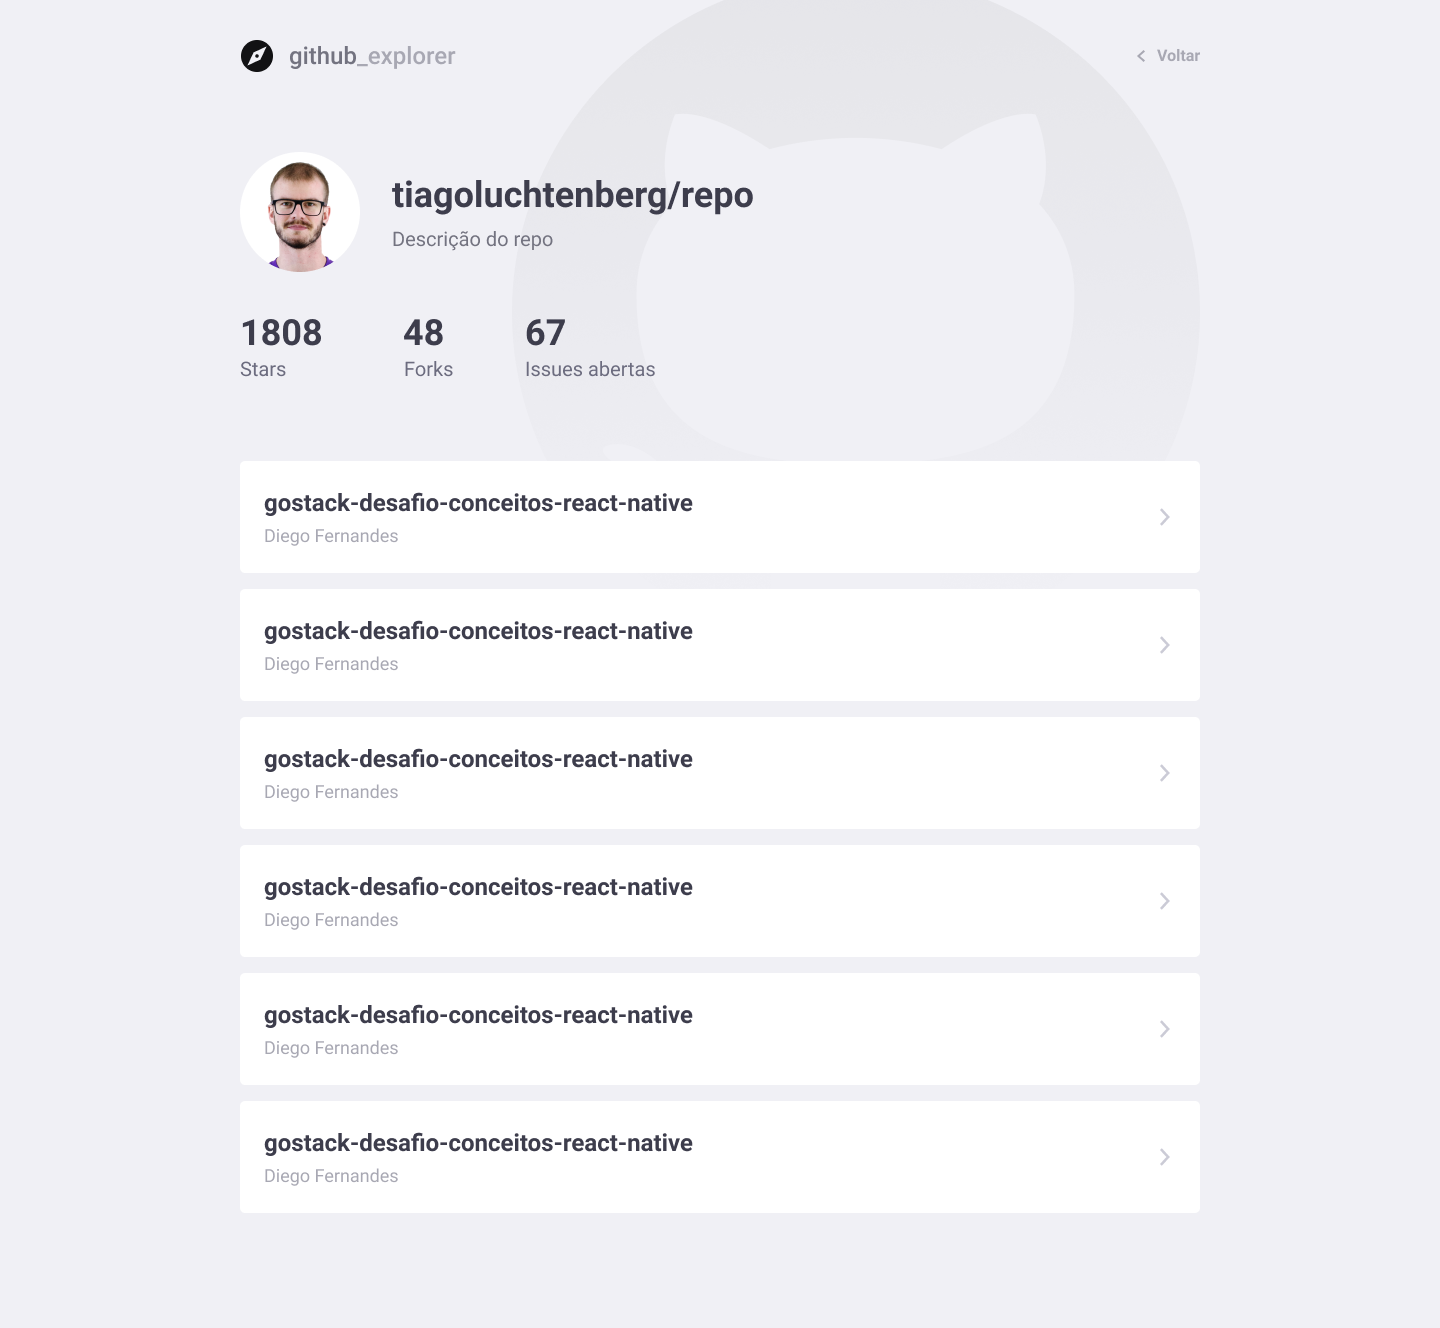 github_explorer
Voltar
tiagoluchtenberg/repo
Descrição do repo
1808
48
67
Stars
Forks
Issues abertas
gostack-desafio-conceitos-react-native
Diego Fernandes
gostack-desafio-conceitos-react-native
Diego Fernandes
gostack-desafio-conceitos-react-native
Diego Fernandes
gostack-desafio-conceitos-react-native
Diego Fernandes
gostack-desafio-conceitos-react-native
Diego Fernandes
gostack-desafio-conceitos-react-native
Diego Fernandes